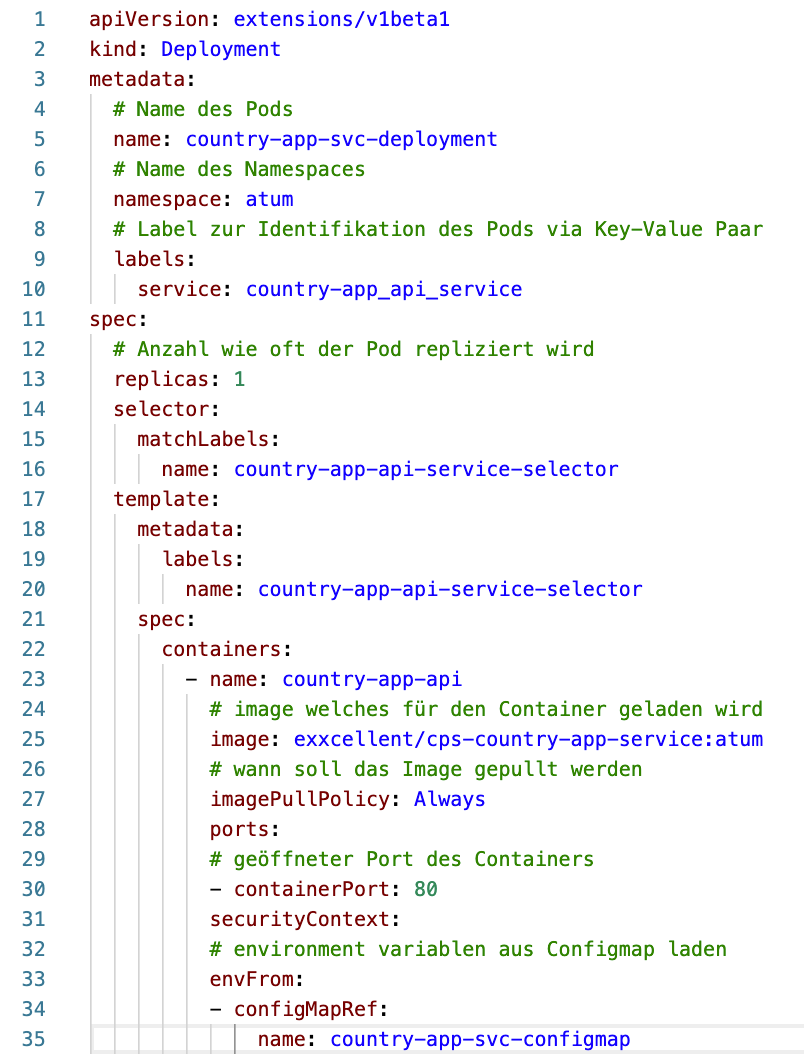 1 apiVersion: extensions/v1beta1
2 kind: Deployment
3 metadata:
4 # Name des Pods
5 name: country-app-svc-deployment
6 # Name des Namespaces
7 namespace: atum
8 # Label zur Identifikation des Pods via Key-Value Paar
9 labels:
10 service: country-app_api_service
11 spec:
12 # Anzahl wie oft der Pod repliziert wird
13 replicas: 1
14 selector:
15 matchLabels:
16 name: country-app-api-service-selector
17 template:
18 metadata:
19 labels:
20 name: country-app-api-service-selector
21 spec:
22 containers:
23 - name: country-app-api
24 # image welches für den Container geladen wird
25 image: exxcellent/cps-country-app-service:atum
26 # wann soll das Image gepullt werden
27 imagePullPolicy: Always
28 ports:
29 # geöffneter Port des Containers
30 - containerPort: 80
31 securityContext:
32 # environment variablen aus Configmap laden
33 envFrom:
34 - configMapRef:
35 name: country-app-svc-configmap